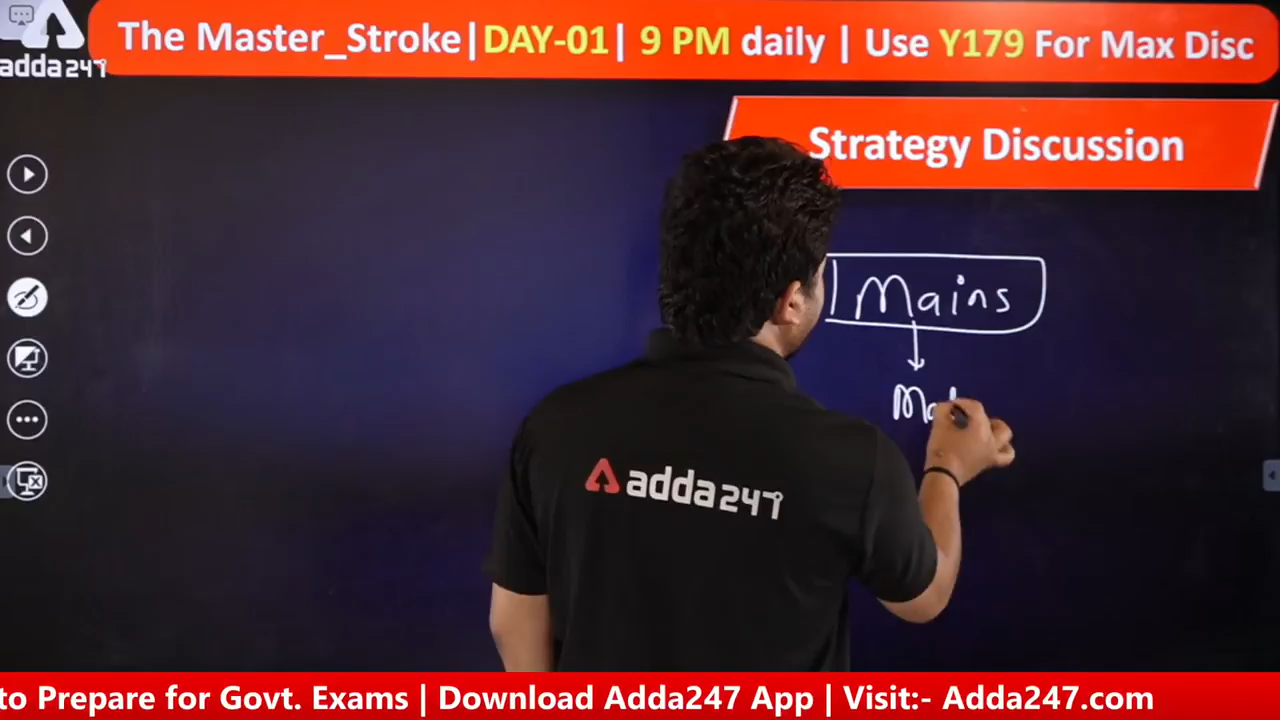 The Master_Stroke|DAY-01| 9 PM daily | Use Y179 For Max Disc
adda247
Strategy Discussion
Mains
adda247
to Prepare for Govt. Exams | Download Adda247 App | Visit:- Adda247.com